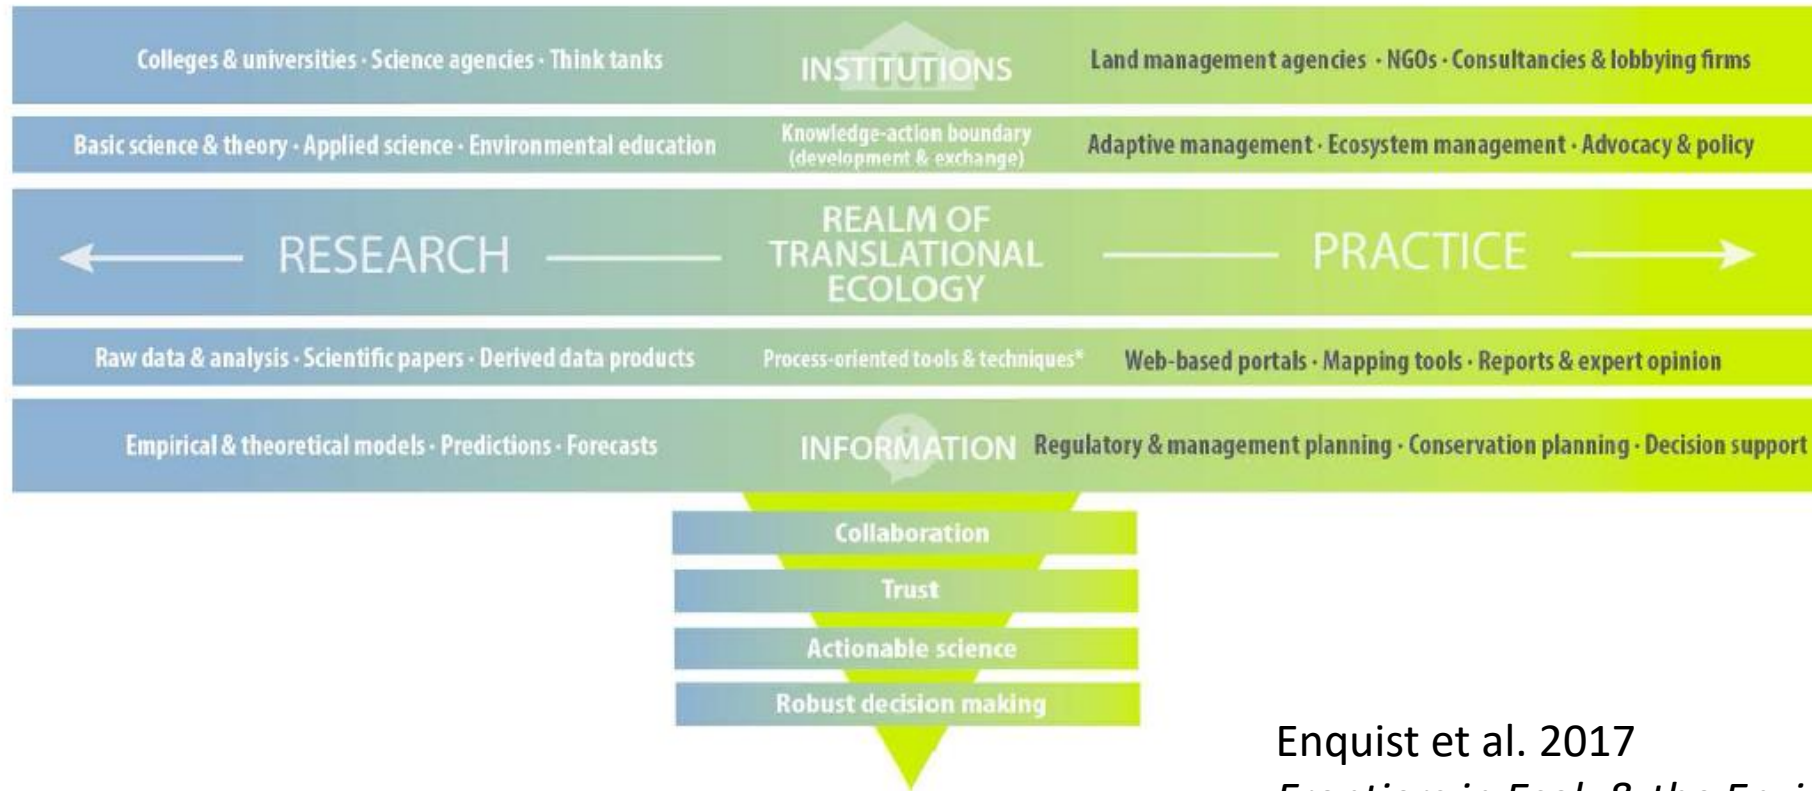 Colleges & universities · Science agencies · Think tanks
INSTITUTIONS
Land management agencies · NGOs · Consultancies & lobbying firms
Basic science & theory · Applied science · Environmental education
Knowledge-action boundary
(development & exchange)
Adaptive management · Ecosystem management · Advocacy & policy
RESEARCH
REALM OF
TRANSLATIONAL
ECOLOGY
PRACTICE
Raw data & analysis · Scientific papers · Derived data products
Process-oriented tools & techniques*
Web-based portals · Mapping tools · Reports & expert opinion
Empirical & theoretical models · Predictions · Forecasts
INFORMATION
Regulatory & management planning · Conservation planning · Decision support
Collaboration
Trust
Actionable science
Robust decision making
Enquist et al. 2017